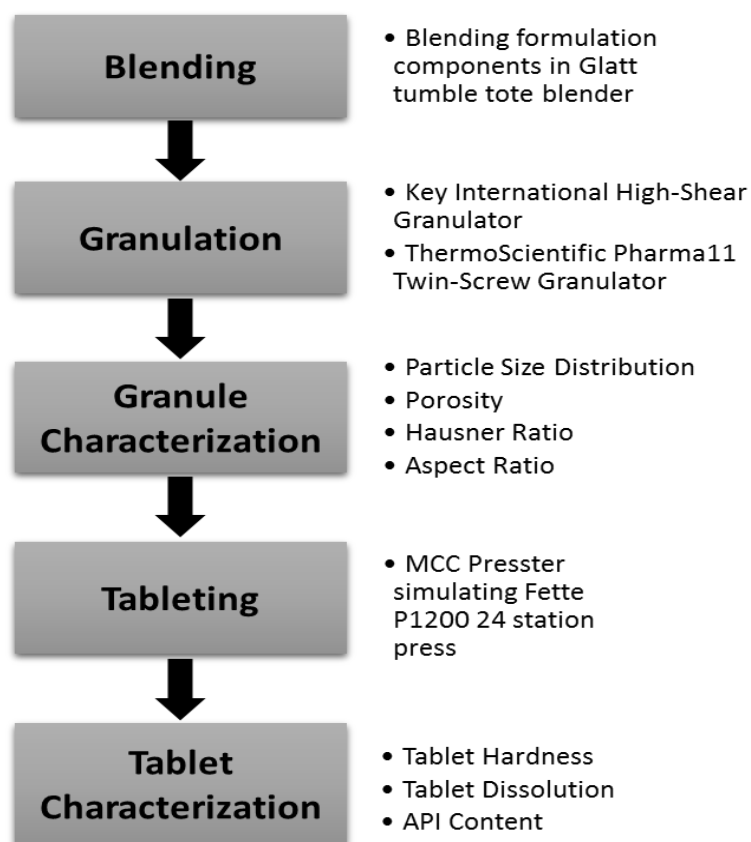 Blending
• Blending formulation
components in Glatt
tumble tote blender
Granulation
• Key International High-Shear
Granulator
• ThermoScientific Pharma11
Twin-Screw Granulator
Granule
Characterization
• Particle Size Distribution
• Porosity
• Hausner Ratio
• Aspect Ratio
Tableting
• MCC Presster
simulating Fette
P1200 24 station
press
Tablet
Characterization
• Tablet Hardness
• Tablet Dissolution
• API Content